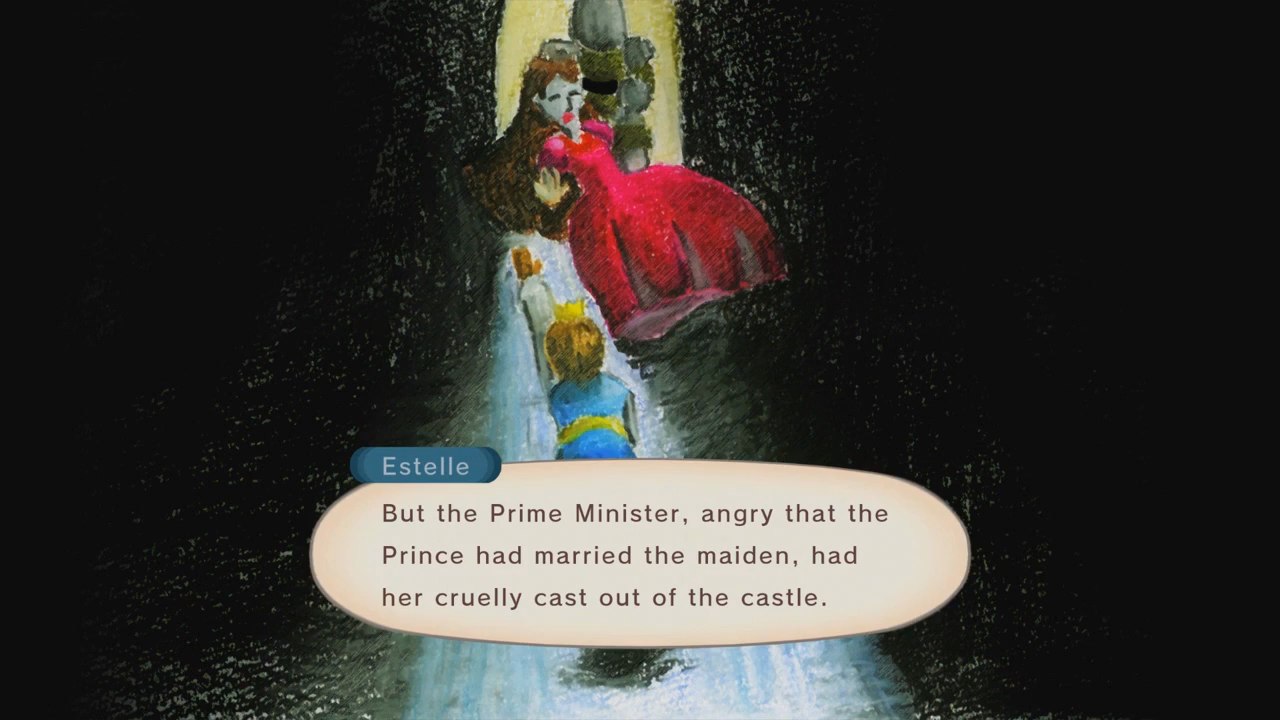 Estelle
But the Prime Minister, angry that the
Prince had married the maiden, had
her cruelly cast out of the castle.